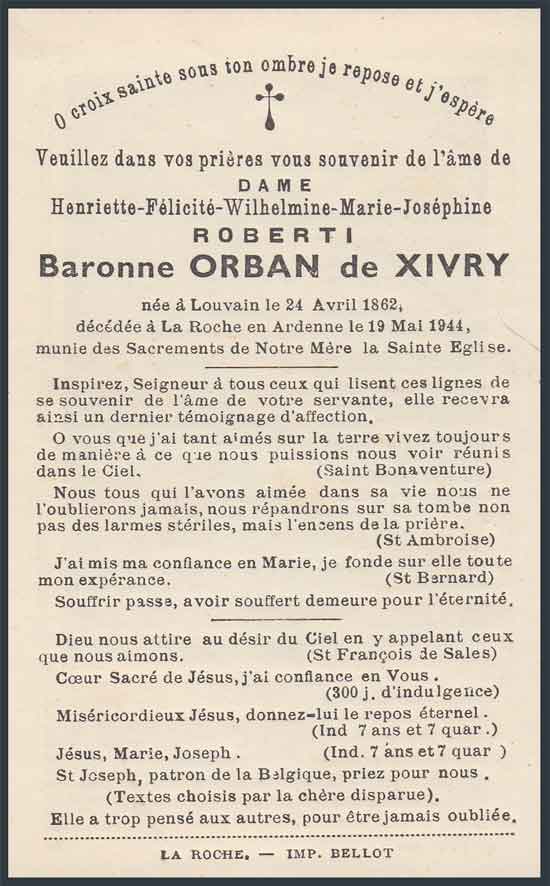 O croix sainte sous ton ombre je repose et j'espère
Veuillez dans vos prières vous souvenir de l'âme de
DAME
Henriette-Félicité-Wilhelmine-Marie-Joséphine
ROBERTI
Baronne ORBAN de XIVRY
née à Louvain le 24 Avril 1862,
décédée à La Roche en Ardenne le 19 Mai 1944,
munie des Sacrements de Notre Mère la Sainte Eglise.
Inspirez, Seigneur à tous ceux qui lisent ces lignes de
se souvenir de l'âme de votre servante, elle recevra
ainsi un dernier témoignage d'affection.
O vous que j'ai tant aimés sur la terre vivez toujours
de manière à ce que nous puissions nous voir réunis
dans le Ciel. (Saint Bonaventure)
Nous tous qui l'avons aimée dans sa vie nous ne
l'oublierons jamais, nous répandrons sur sa tombe non
pas des larmes stériles, mais l'encens de la prière.
(St Ambroise)
J'ai mis ma confiance en Marie, je fonde sur elle toute
mon expérance. (St Bernard)
Souffrir passe, avoir souffert demeure pour l'éternité.
Dieu nous attire au désir du Ciel en y appelant ceux
que nous aimons. (St François de Sales)
Cœur Sacré de Jésus, j'ai confiance en Vous.
(300 j. d'indulgence)
Miséricordieux Jésus, donnez-lui le repos éternel.
(Ind 7 ans et 7 quar.)
Jésus, Marie, Joseph. (Ind. 7 ans et 7 quar )
St Joseph, patron de la Belgique, priez pour nous.
(Textes choisis par la chère disparue).
Elle a trop pensé aux autres, pour être jamais oubliée.
LA ROCHE. — IMP. BELLOT